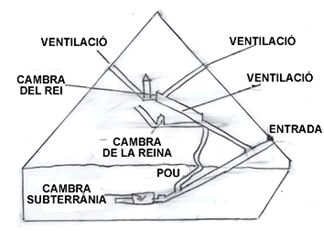 VENTILACIÓ
VENTILACIÓ
CAMBRA
DEL REI
VENTILACIÓ
ENTRADA
CAMBRA
DE LA REINA
POU
CAMBRA
SUBTERRÀNIA